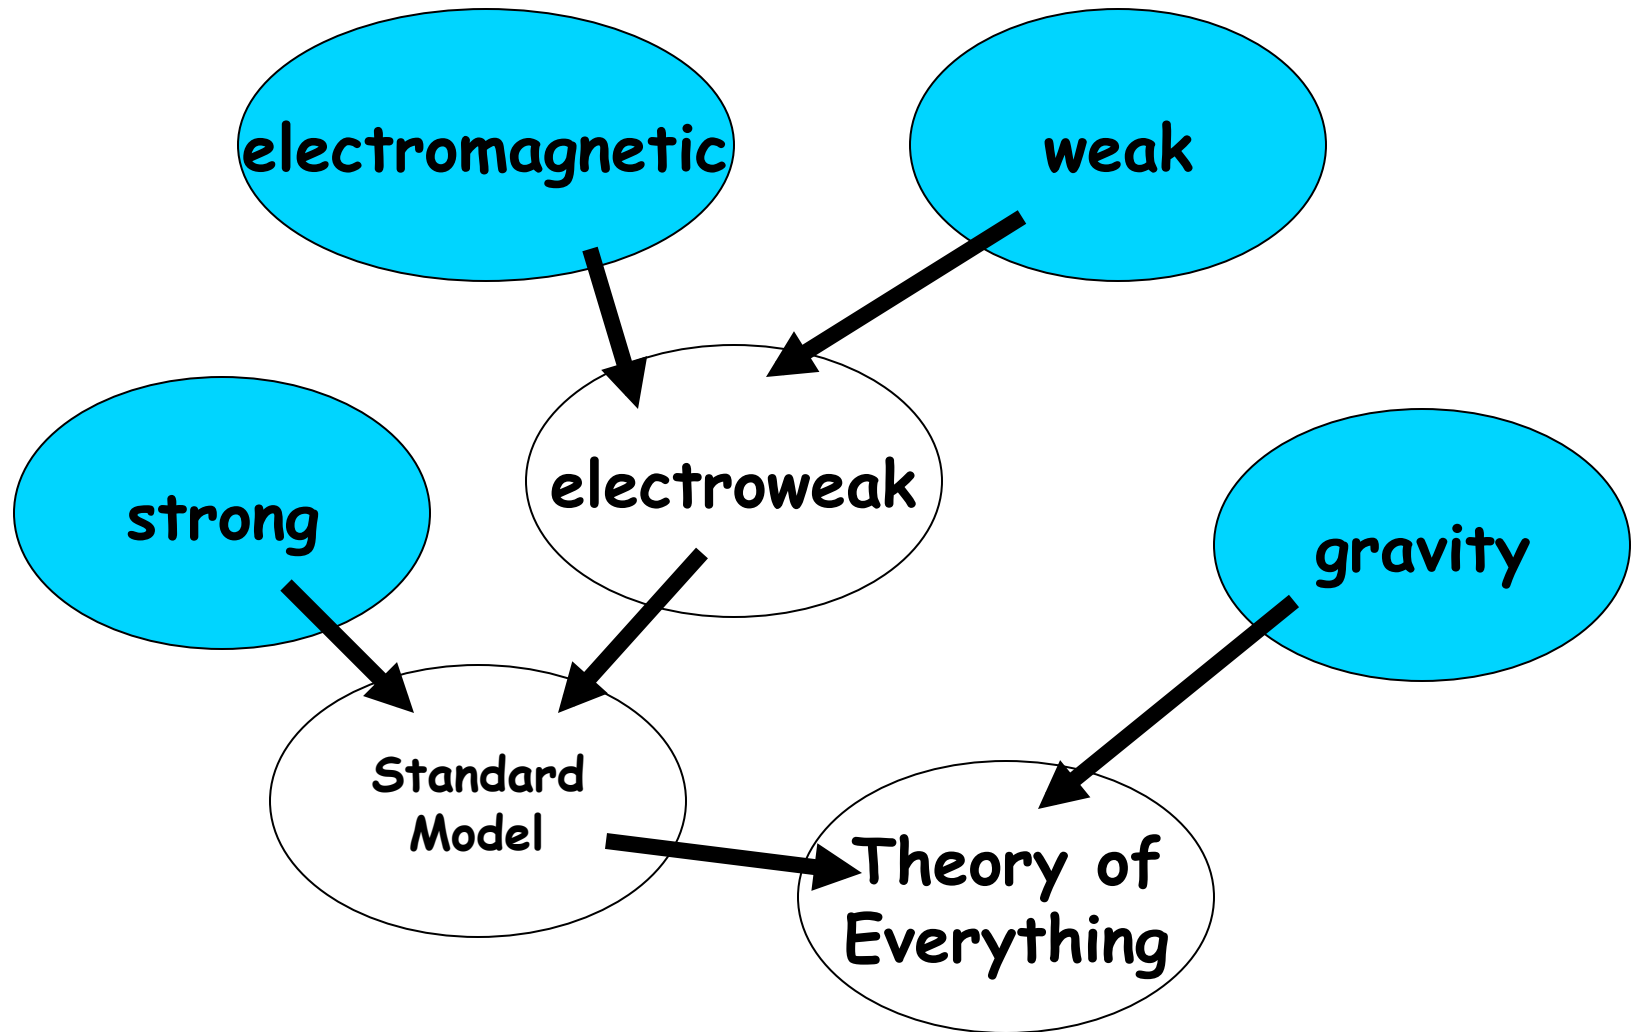 electromagnetic
weak
electroweak
strong
gravity
Standard
Model
Theory of
Everything